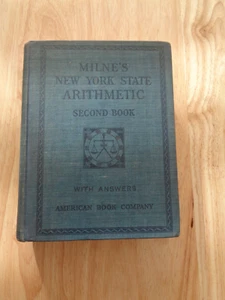 MILNE'S
NEW YORK STATE
ARITHMETIC
SECOND BOOK
WITH ANSWERS
AMERICAN BOOK COMPANY